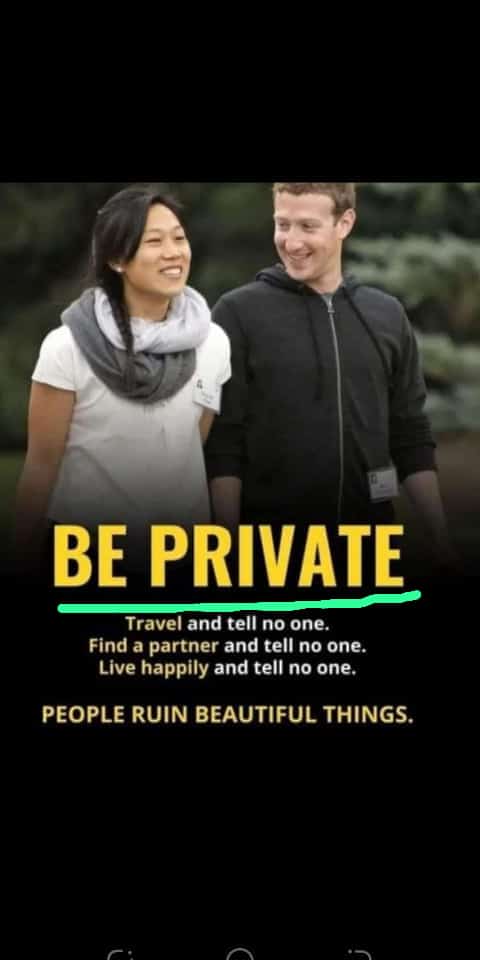 BE PRIVATE
Travel and tell no one.
Find a partner and tell no one.
Live happily and tell no one.
PEOPLE RUIN BEAUTIFUL THINGS.